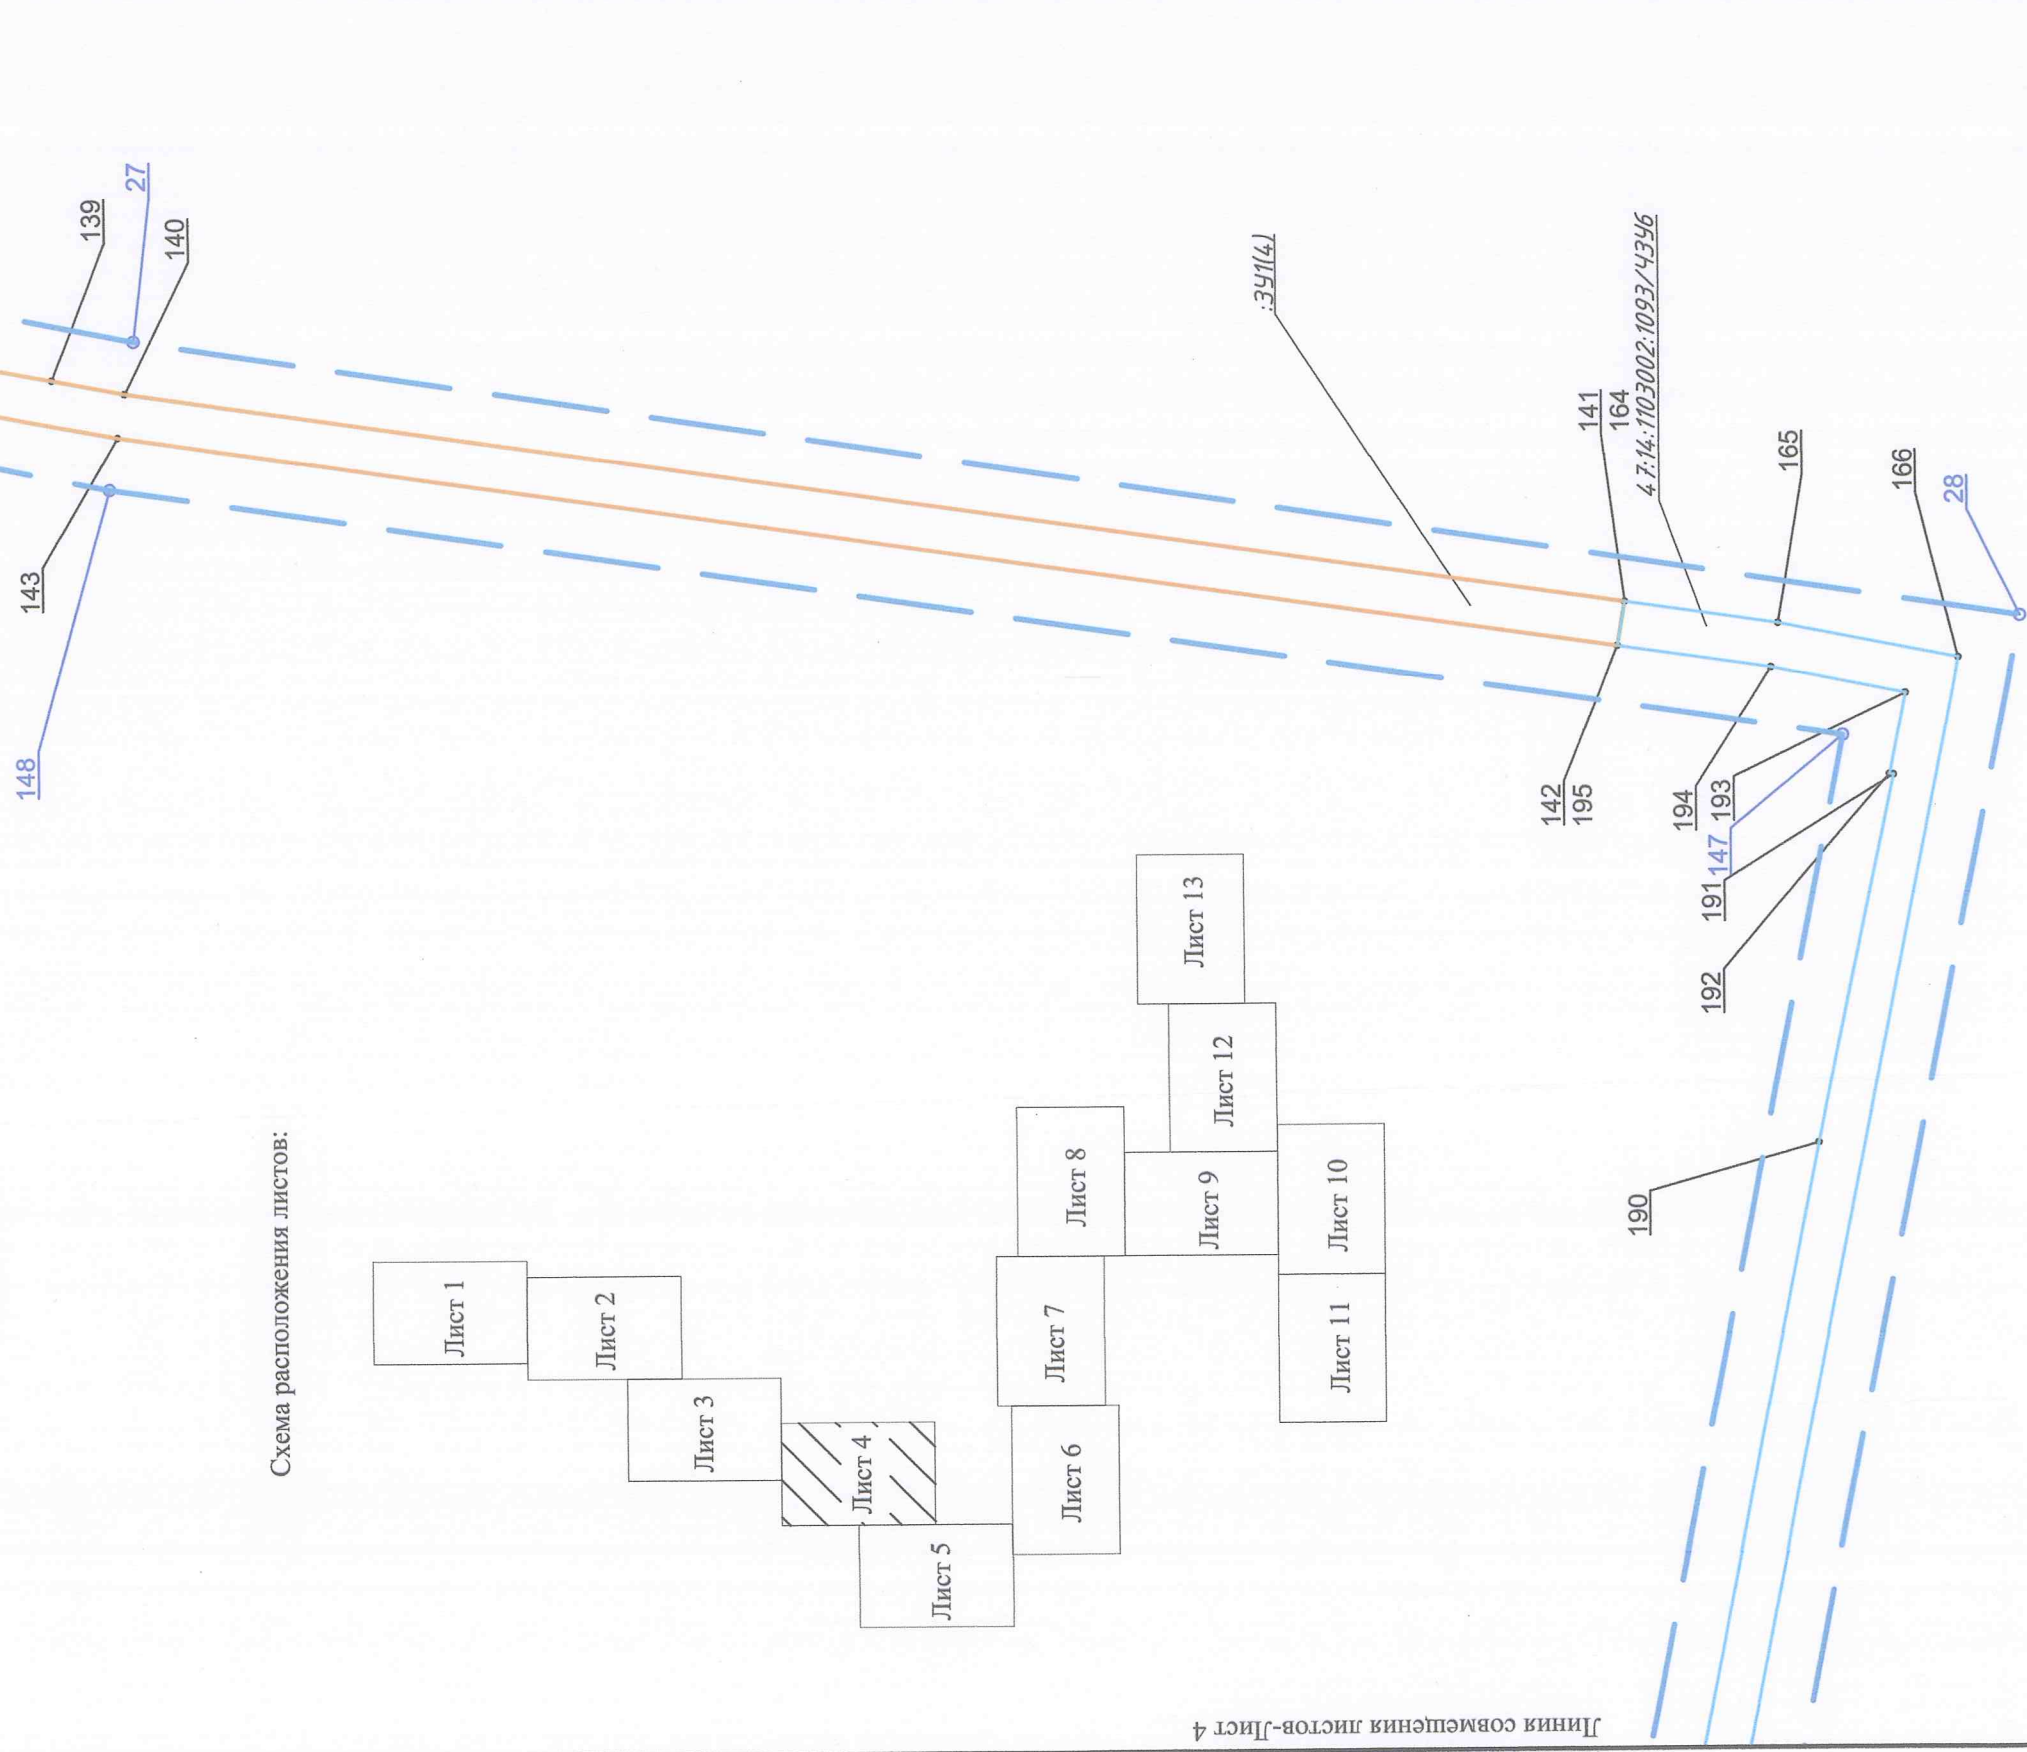 139
27
140
143
148
:ЗУ1(4)
141
164
47:14:1103002:1093/ЧЗУ6
165
166
28
142
195
194
193
147
191
192
190
Схема расположения листов:
Лист 1
Лист 2
Лист 3
Лист 4
Лист 5
Лист 6
Лист 7
Лист 8
Лист 9
Лист 10
Лист 11
Лист 12
Лист 13
Линия совмещения листов-Лист 4